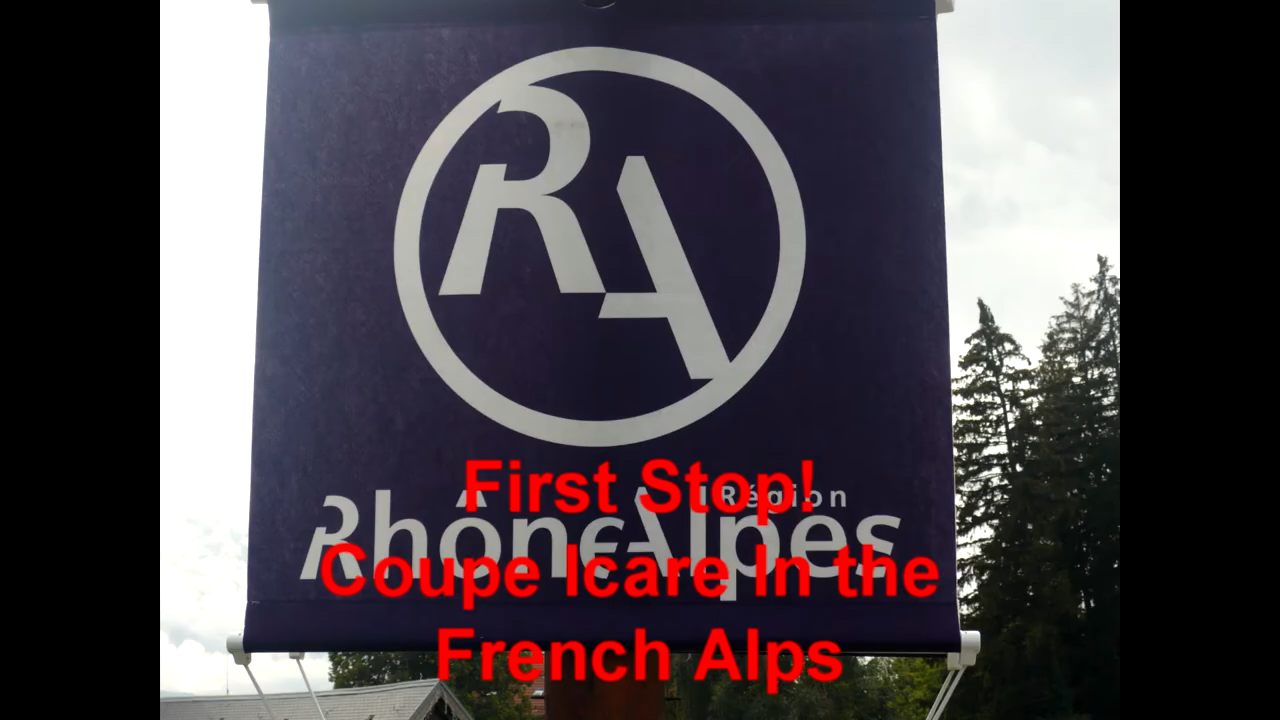 RA
Région
RhôneAlpes
First Stop!
Coupe Icare In the
French Alps